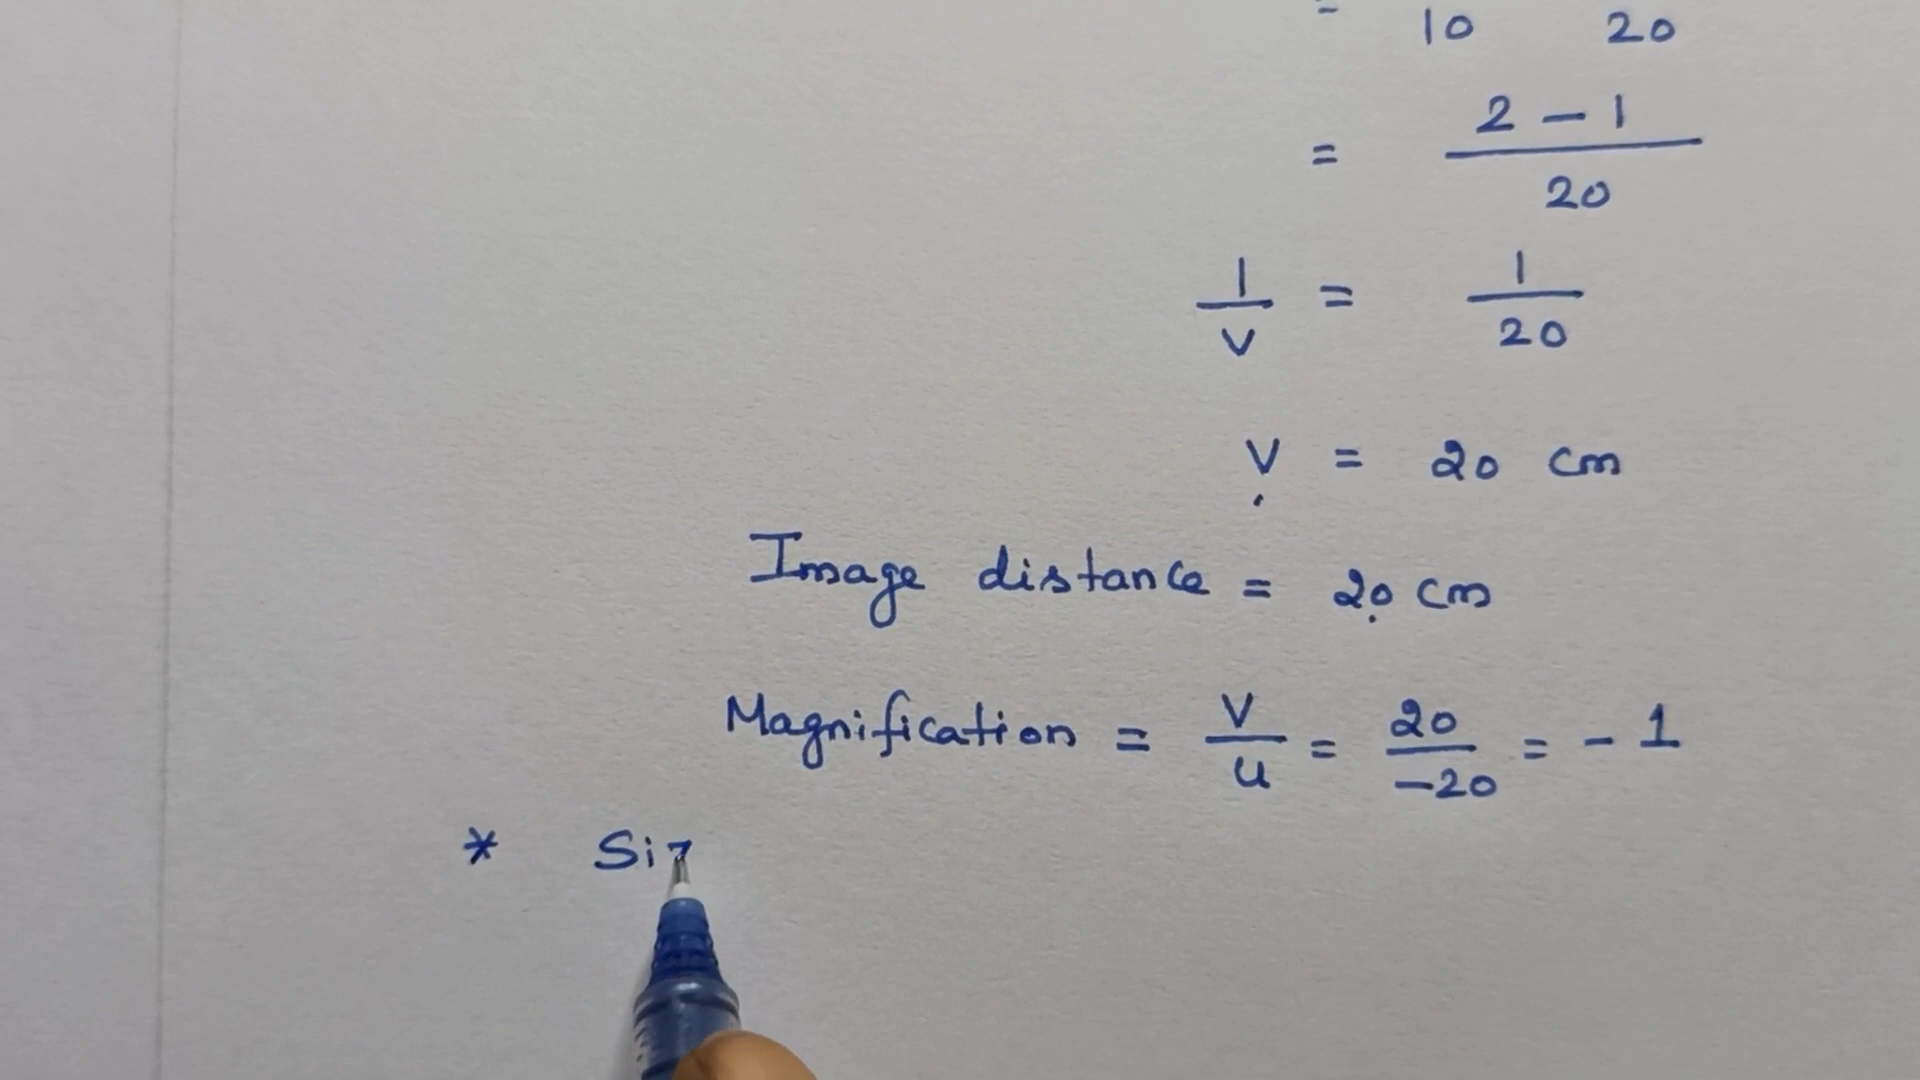 = 10 20
= 2 - 1 / 20
1/v = 1/20
v = 20 cm
Image distance = 20 cm
Magnification = v/u = 20/-20 = - 1
* Siz